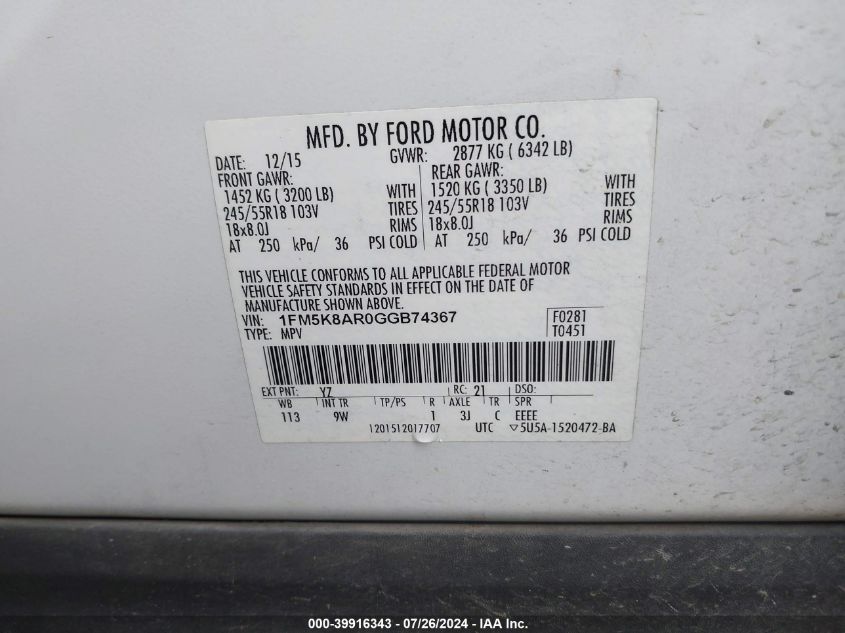 MFD. BY FORD MOTOR CO.
DATE: 12/15 GVWR: 2877 KG ( 6342 LB)
FRONT GAWR: REAR GAWR:
1452 KG ( 3200 LB) WITH 1520 KG ( 3350 LB) WITH
245/55R18 103V TIRES 245/55R18 103V TIRES
18x8.0J RIMS 18x8.0J RIMS
AT 250 kPa/ 36 PSI COLD AT 250 kPa/ 36 PSI COLD
THIS VEHICLE CONFORMS TO ALL APPLICABLE FEDERAL MOTOR
VEHICLE SAFETY STANDARDS IN EFFECT ON THE DATE OF
MANUFACTURE SHOWN ABOVE.
VIN: 1FM5K8AR0GGB74367 F0281
TYPE: MPV T0451
EXT PNT: YZ RC: 21 DSO:
WB INT TR TP/PS R AXLE TR SPR
113 9W 1 3J C EEEE
1201512017707 UTC ▽5U5A-1520472-BA
000-39916343 - 07/26/2024 - IAA Inc.